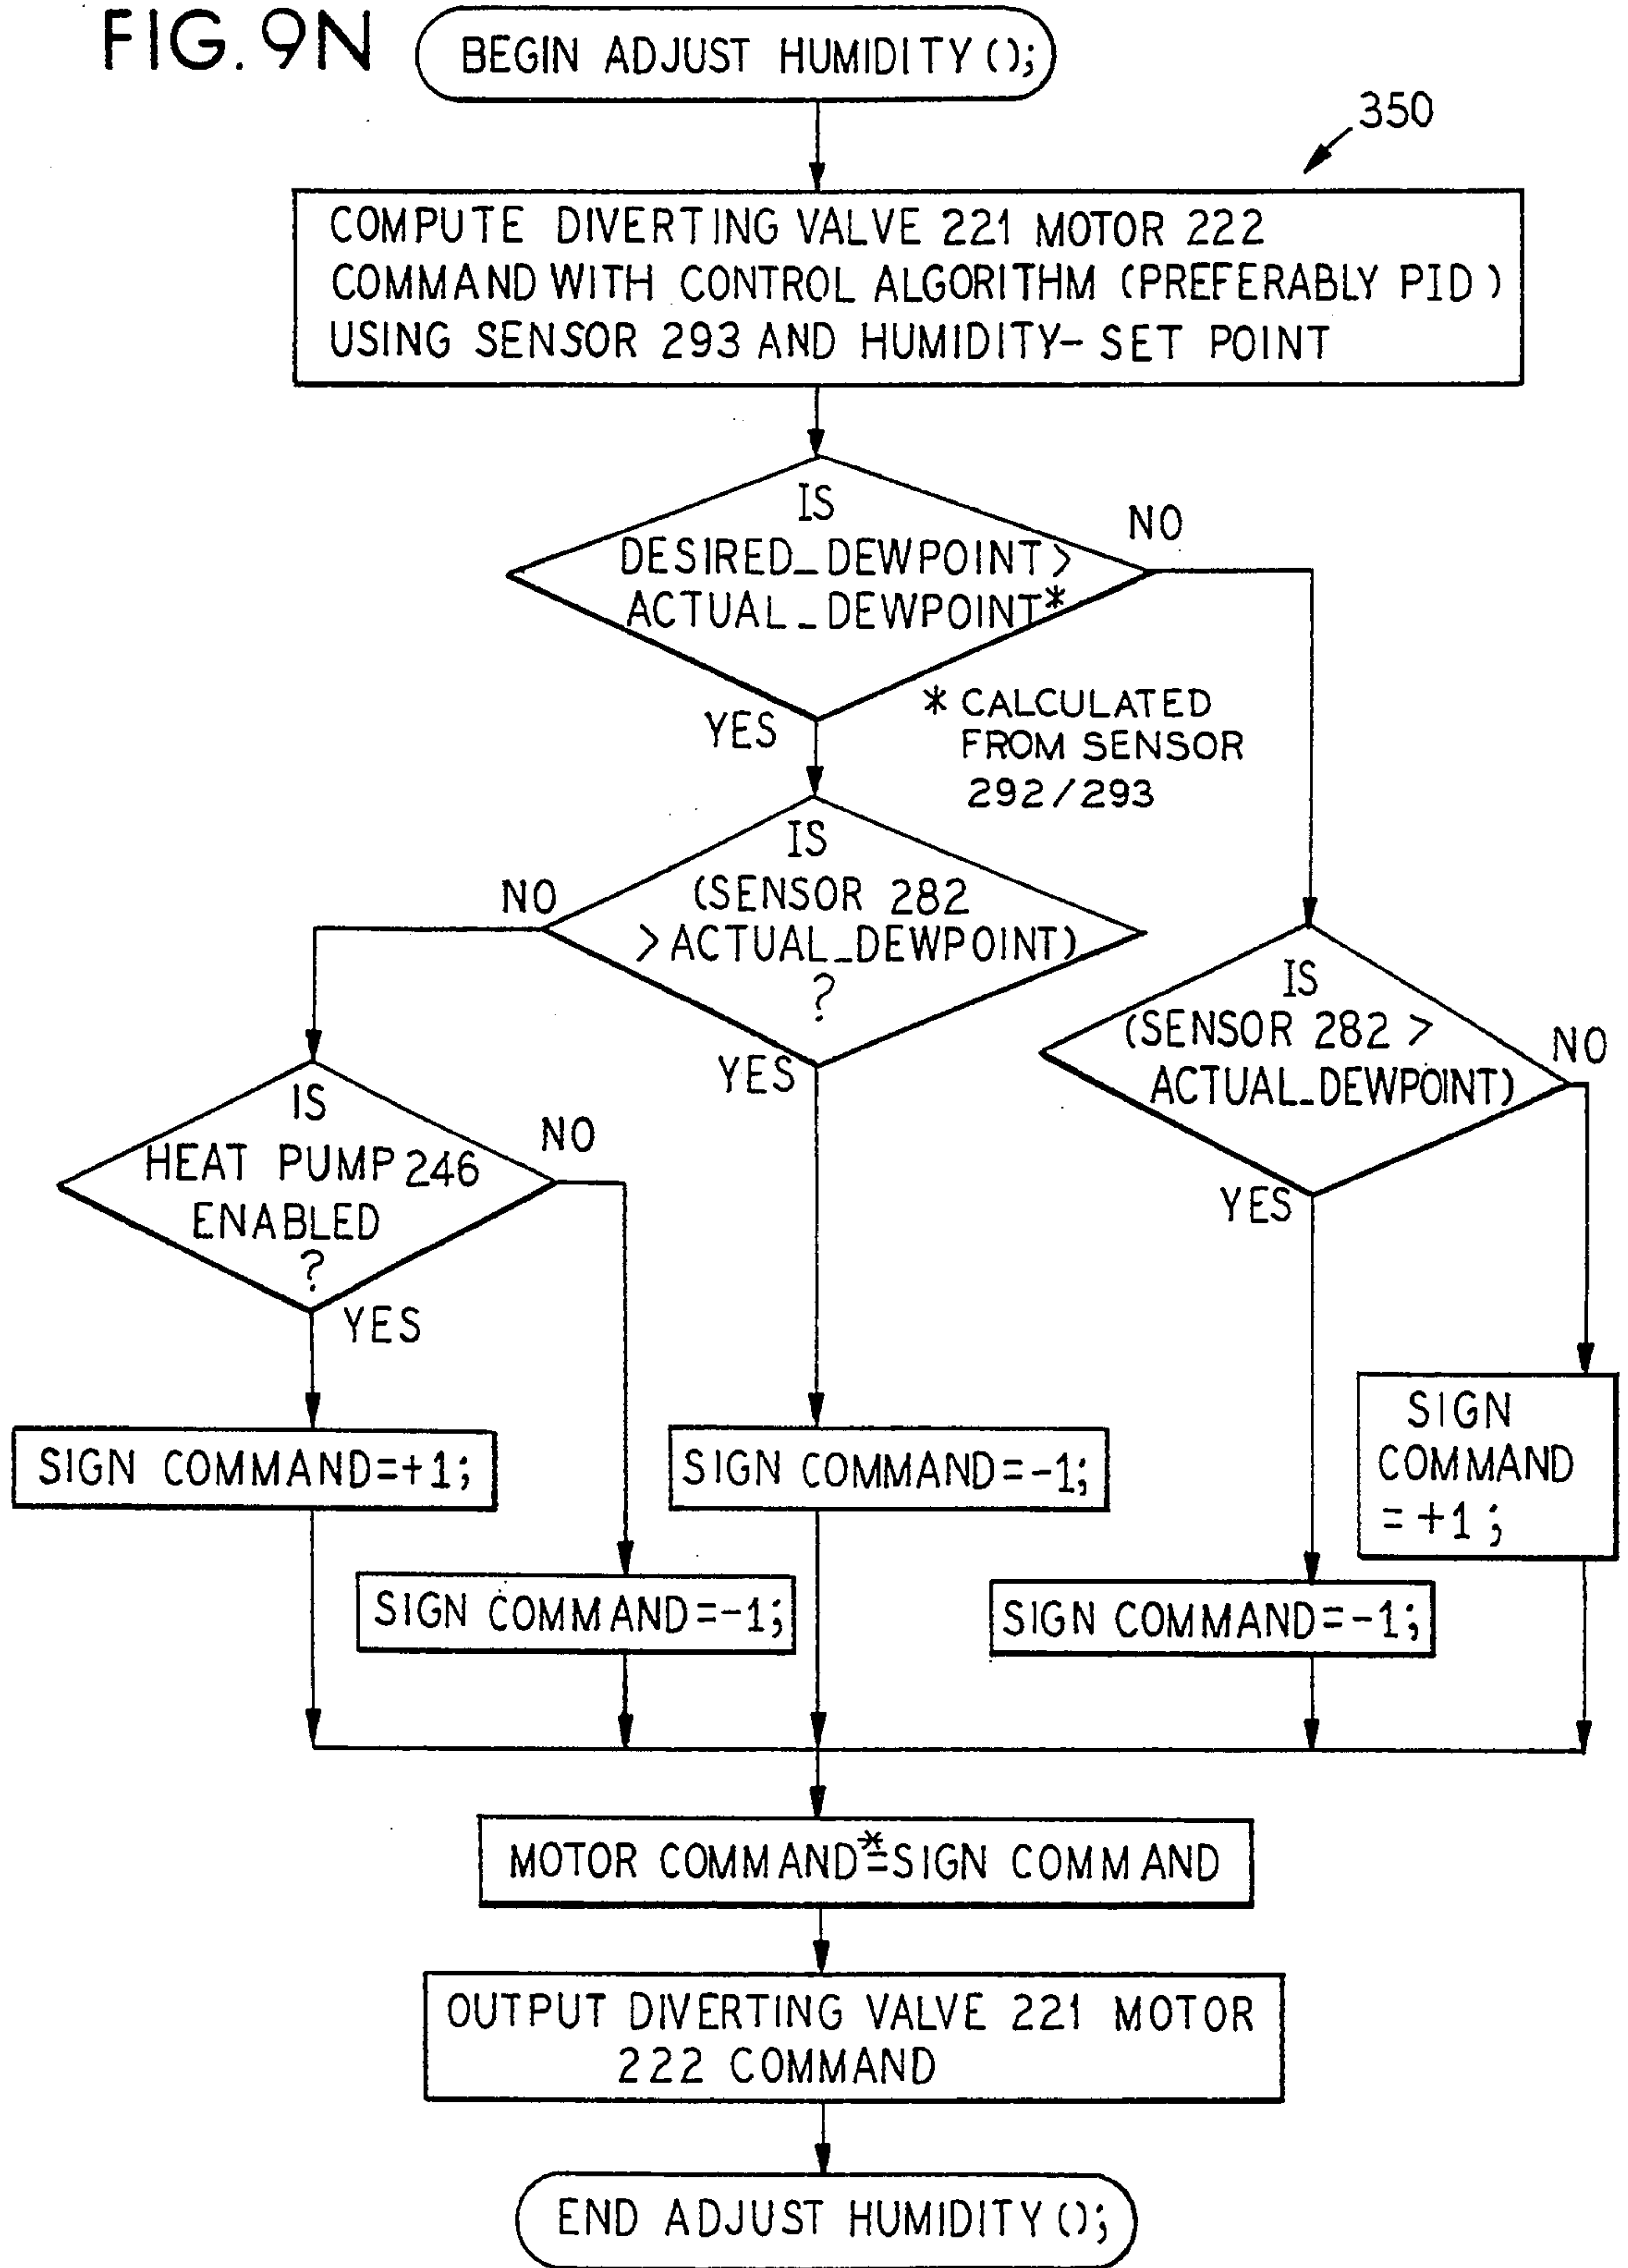 FIG. 9N
BEGIN ADJUST HUMIDITY ();
350
COMPUTE DIVERTING VALVE 221 MOTOR 222
COMMAND WITH CONTROL ALGORITHM (PREFERABLY PID)
USING SENSOR 293 AND HUMIDITY- SET POINT
IS
DESIRED_DEWPOINT >
ACTUAL_DEWPOINT*
NO
YES
* CALCULATED
FROM SENSOR
292/293
IS
(SENSOR 282
> ACTUAL_DEWPOINT)
?
NO
YES
IS
(SENSOR 282 >
ACTUAL_DEWPOINT)
NO
YES
IS
HEAT PUMP 246
ENABLED
?
NO
YES
SIGN COMMAND=+1;
SIGN COMMAND=-1;
SIGN
COMMAND
=+1;
SIGN COMMAND=-1;
SIGN COMMAND=-1;
MOTOR COMMAND*=SIGN COMMAND
OUTPUT DIVERTING VALVE 221 MOTOR
222 COMMAND
END ADJUST HUMIDITY ();